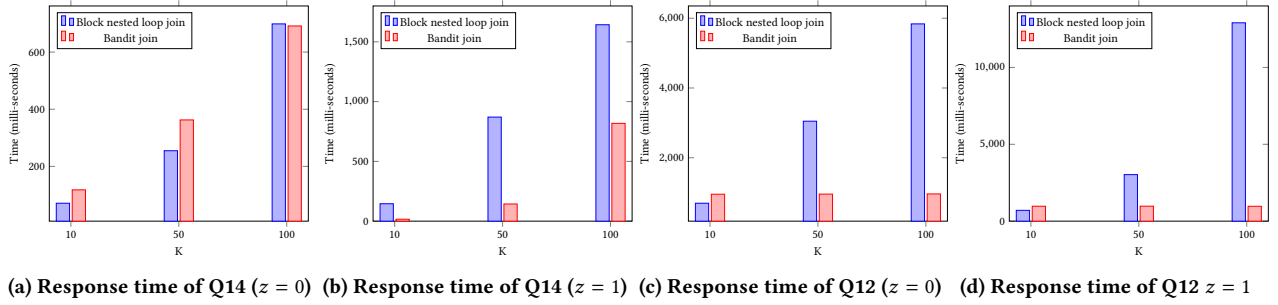 Block nested loop join
Bandit join
600
400
200
Time (milli-seconds)
10
50
100
K
(a) Response time of Q14 (z = 0)
Block nested loop join
Bandit join
1,500
1,000
500
0
Time (milli-seconds)
10
50
100
K
(b) Response time of Q14 (z = 1)
Block nested loop join
Bandit join
6,000
4,000
2,000
Time (milli-seconds)
10
50
100
K
(c) Response time of Q12 (z = 0)
Block nested loop join
Bandit join
10,000
5,000
0
Time (milli-seconds)
10
50
100
K
(d) Response time of Q12 z = 1